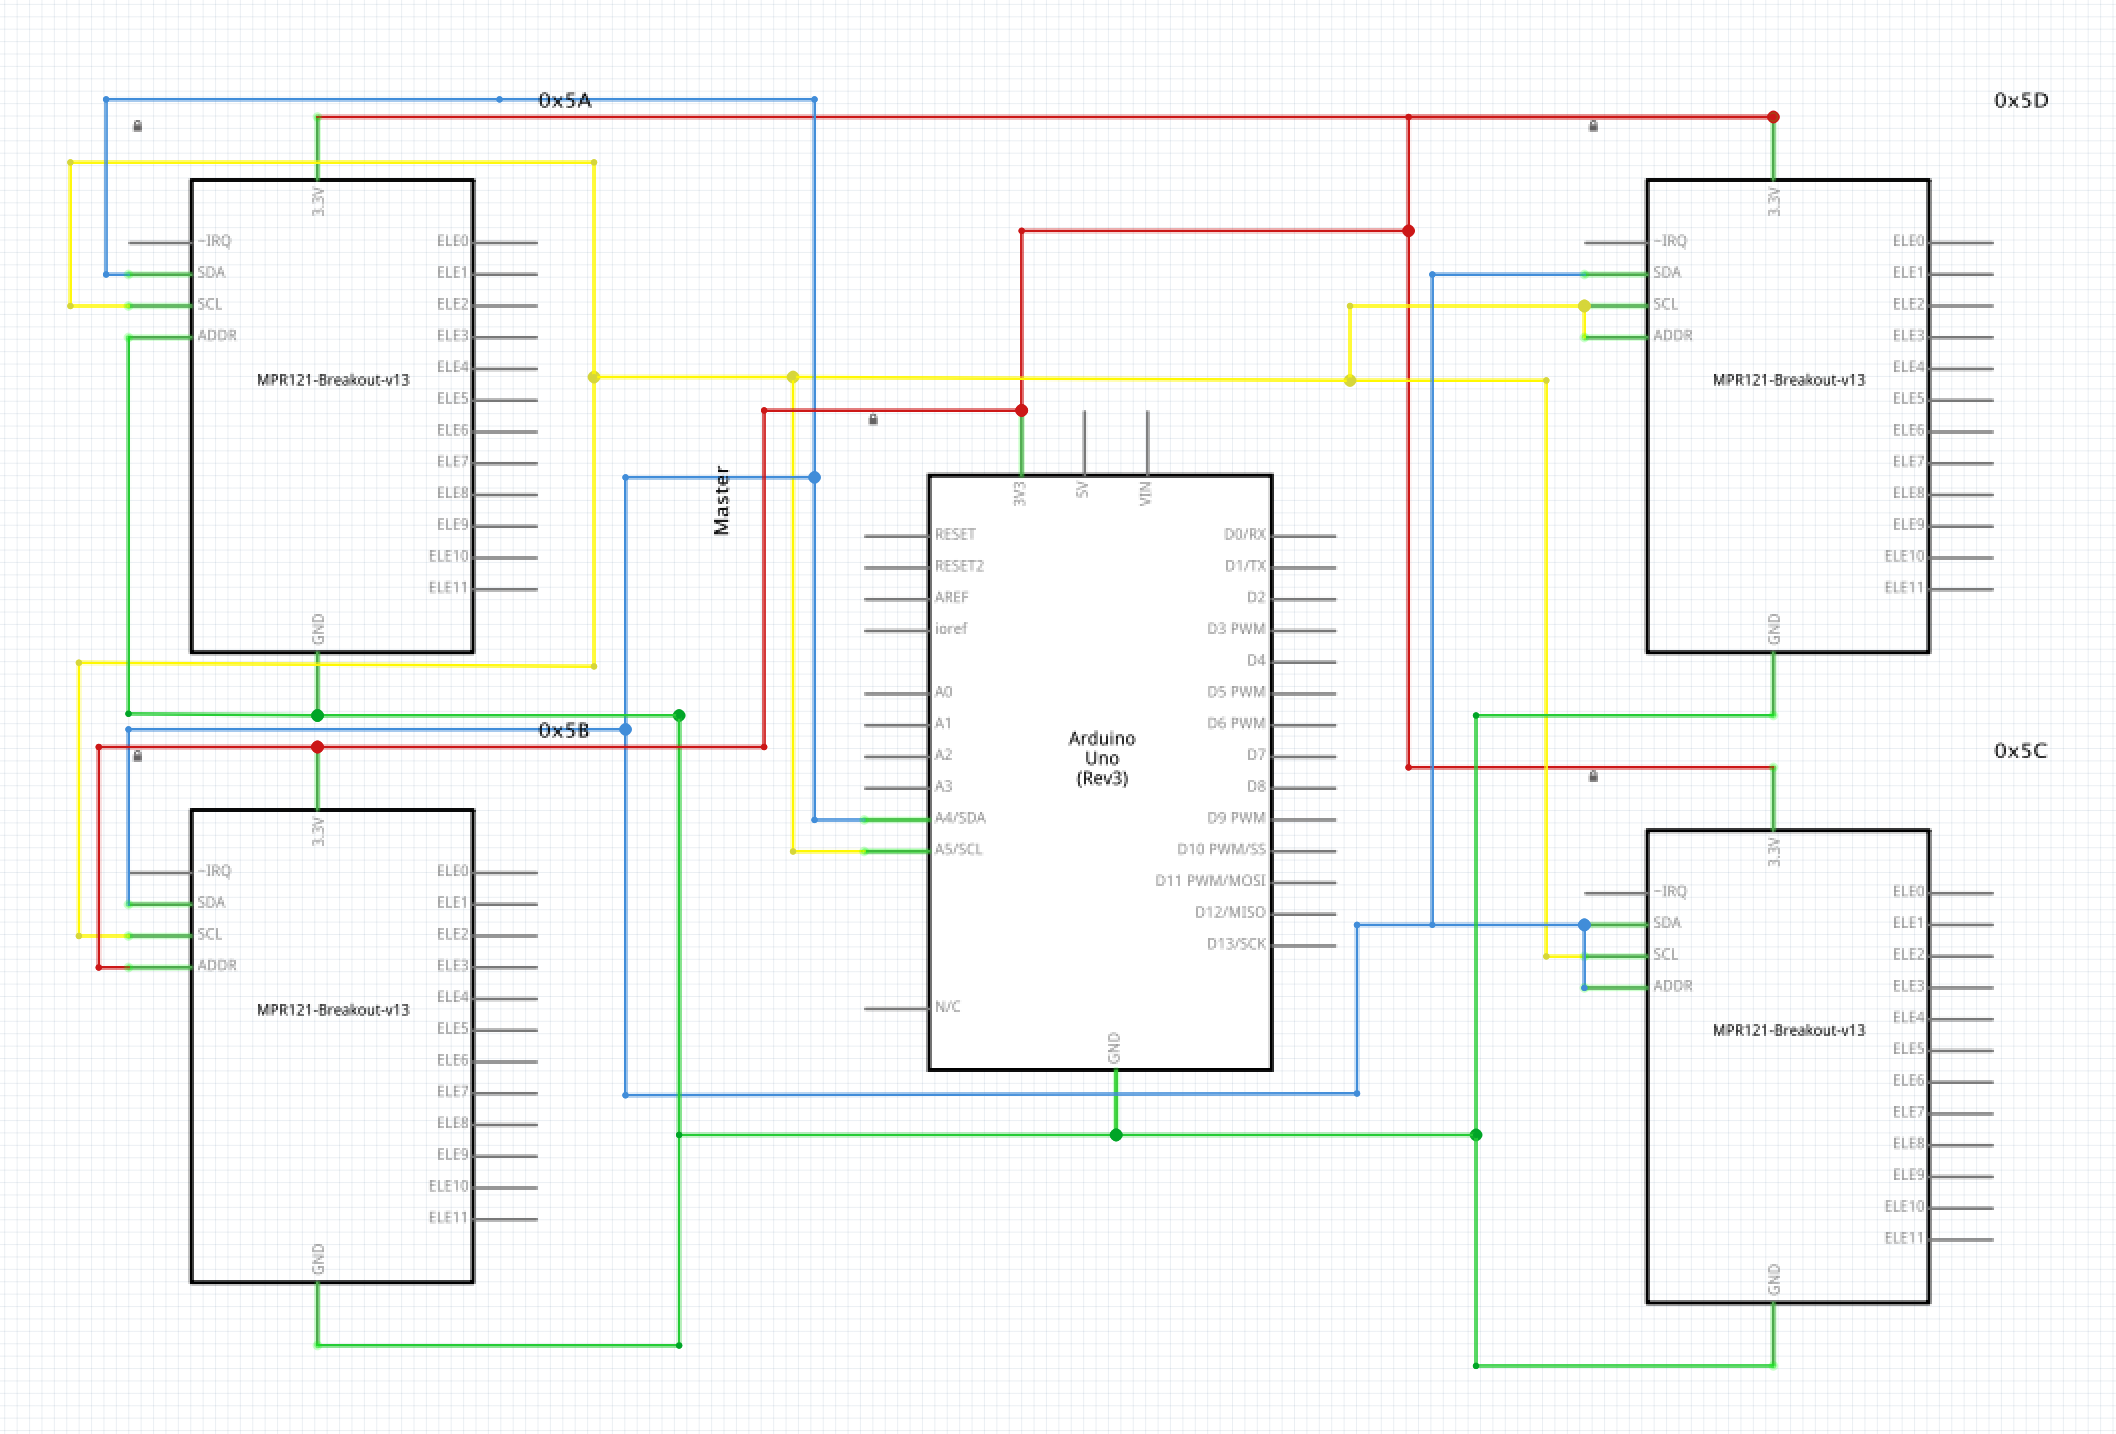 0x5A
3.3V
~IRQ
SDA
SCL
ADDR
ELE0
ELE1
ELE2
ELE3
ELE4
ELE5
ELE6
ELE7
ELE8
ELE9
ELE10
ELE11
MPR121-Breakout-v13
GND
0x5B
3.3V
~IRQ
SDA
SCL
ADDR
ELE0
ELE1
ELE2
ELE3
ELE4
ELE5
ELE6
ELE7
ELE8
ELE9
ELE10
ELE11
MPR121-Breakout-v13
GND
Master
3V3
5V
VIN
RESET
RESET2
AREF
ioref
A0
A1
A2
A3
A4/SDA
A5/SCL
N/C
Arduino
Uno
(Rev3)
D0/RX
D1/TX
D2
D3 PWM
D4
D5 PWM
D6 PWM
D7
D8
D9 PWM
D10 PWM/SS
D11 PWM/MOSI
D12/MISO
D13/SCK
GND
0x5D
3.3V
~IRQ
SDA
SCL
ADDR
ELE0
ELE1
ELE2
ELE3
ELE4
ELE5
ELE6
ELE7
ELE8
ELE9
ELE10
ELE11
MPR121-Breakout-v13
GND
0x5C
3.3V
~IRQ
SDA
SCL
ADDR
ELE0
ELE1
ELE2
ELE3
ELE4
ELE5
ELE6
ELE7
ELE8
ELE9
ELE10
ELE11
MPR121-Breakout-v13
GND